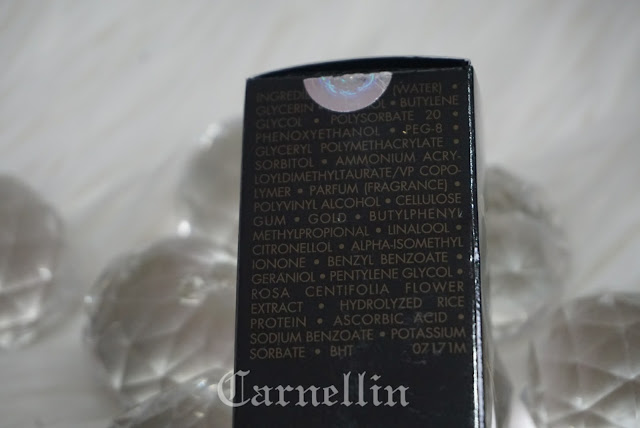 (WATER) •
GLYCERIN • BUTYLENE
GLYCOL • POLYSORBATE 20 •
PHENOXYETHANOL • PEG-8 •
GLYCERYL POLYMETHACRYLATE •
SORBITOL • AMMONIUM ACRY-
LOYLDIMETHYLTAURATE/VP COPO-
LYMER • PARFUM (FRAGRANCE) •
POLYVINYL ALCOHOL • CELLULOSE
GUM • GOLD • BUTYLPHENYL
METHYLPROPIONAL • LINALOOL •
CITRONELLOL • ALPHA-ISOMETHYL
IONONE • BENZYL BENZOATE •
GERANIOL • PENTYLENE GLYCOL •
ROSA CENTIFOLIA FLOWER
EXTRACT • HYDROLYZED RICE
PROTEIN • ASCORBIC ACID •
SODIUM BENZOATE • POTASSIUM
SORBATE • BHT 07171M
Carnellin